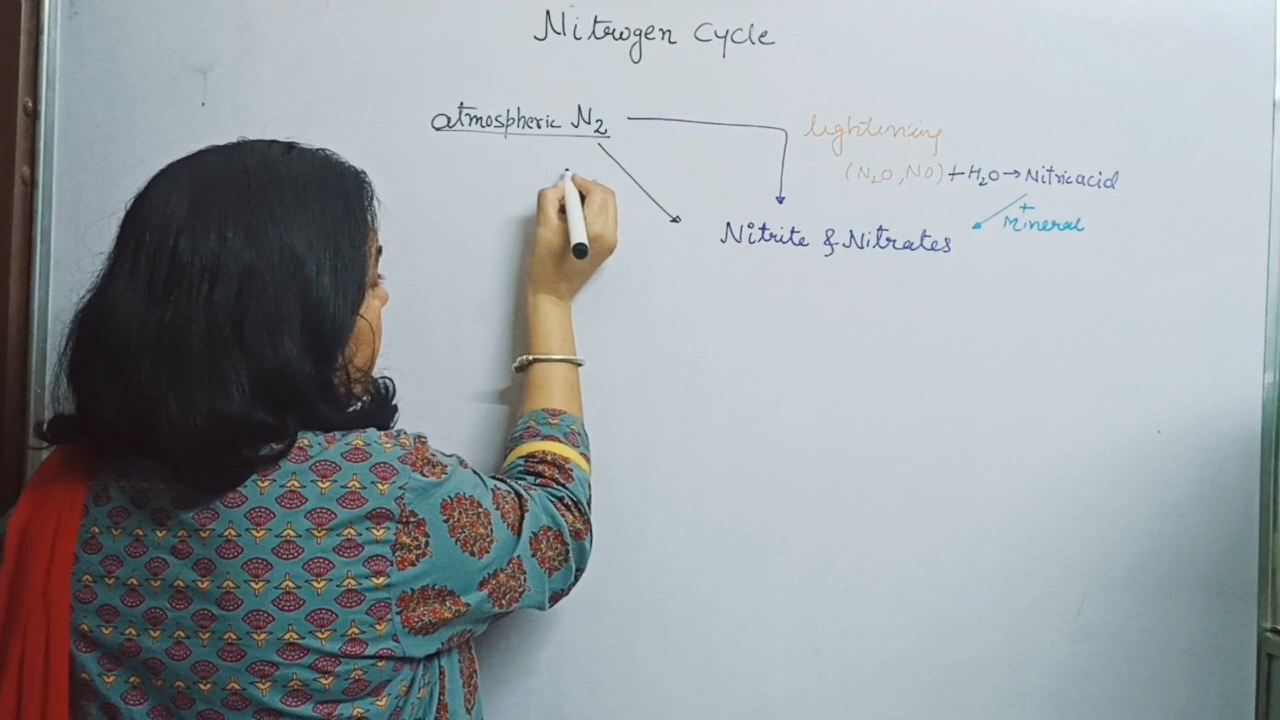 Nitrogen Cycle
atmospheric N2
lightening
(N2O, NO) + H2O → Nitric acid
+
Mineral
Nitrite & Nitrates